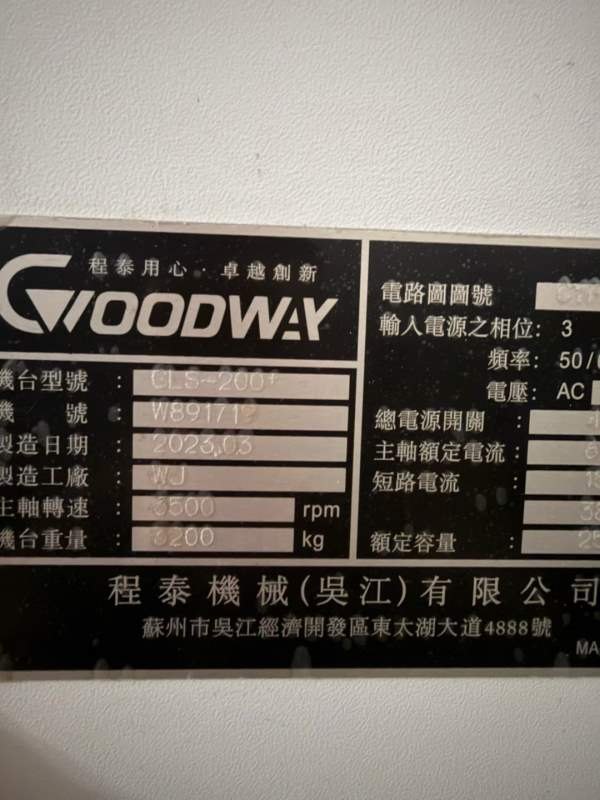 程泰用心 卓越創新
GOODWAY
機台型號 : GLS-200
機 號 : W89171
製造日期 : 2023.03
製造工廠 : WJ
主軸轉速 : 3500 rpm
機台重量 : 3200 kg
電路圖圖號 :
輸入電源之相位: 3
頻率: 50/
電壓: AC
總電源開關 :
主軸額定電流 :
短路電流 :
額定容量 :
程泰機械(吳江)有限公司
蘇州市吳江經濟開發區東太湖大道4888號
MA